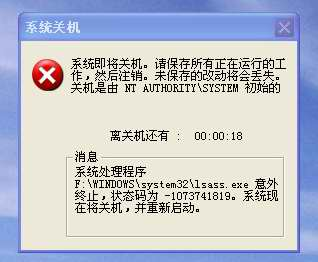 系统关机
系统即将关机。请保存所有正在运行的工
作，然后注销。未保存的改动将会丢失。
关机是由 NT AUTHORITY\SYSTEM 初始的
离关机还有 : 00:00:18
消息
系统处理程序
F:\WINDOWS\system32\lsass.exe 意外
终止，状态码为 -1073741819。系统现
在将关机，并重新启动。